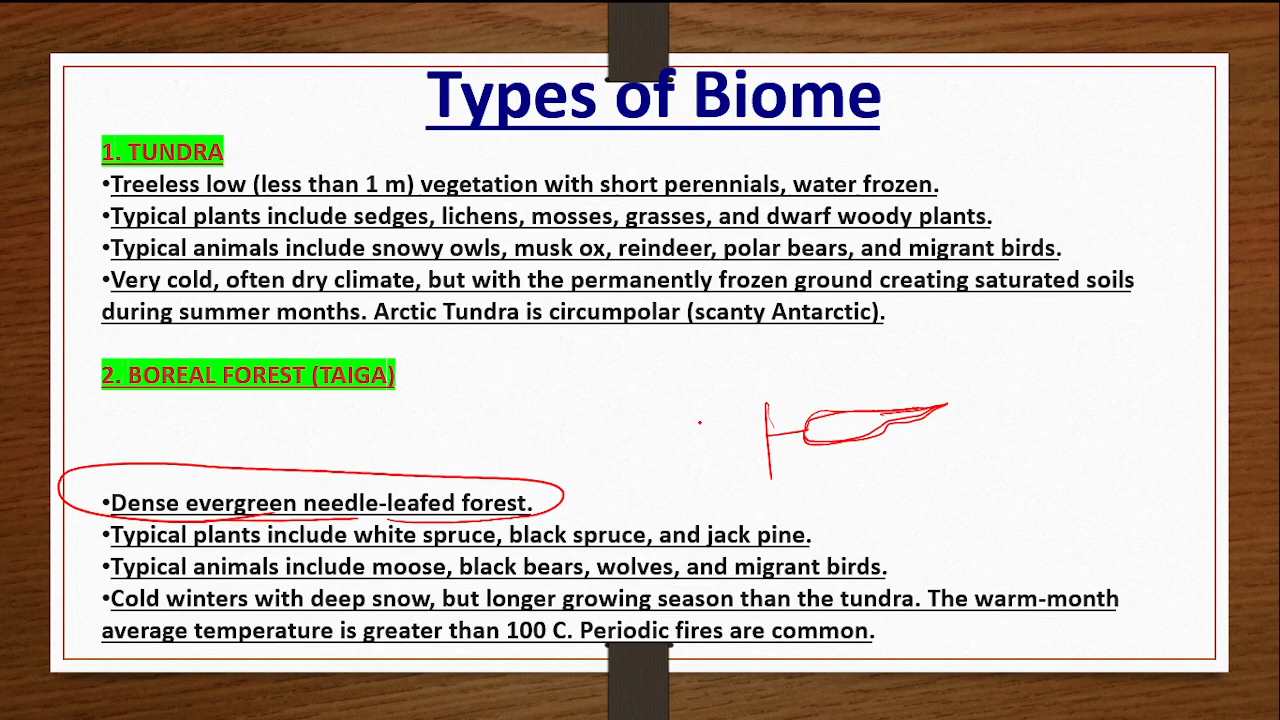 Types of Biome
1. TUNDRA
•Treeless low (less than 1 m) vegetation with short perennials, water frozen.
•Typical plants include sedges, lichens, mosses, grasses, and dwarf woody plants.
•Typical animals include snowy owls, musk ox, reindeer, polar bears, and migrant birds.
•Very cold, often dry climate, but with the permanently frozen ground creating saturated soils
during summer months. Arctic Tundra is circumpolar (scanty Antarctic).
2. BOREAL FOREST (TAIGA)
•Dense evergreen needle-leafed forest.
•Typical plants include white spruce, black spruce, and jack pine.
•Typical animals include moose, black bears, wolves, and migrant birds.
•Cold winters with deep snow, but longer growing season than the tundra. The warm-month
average temperature is greater than 100 C. Periodic fires are common.